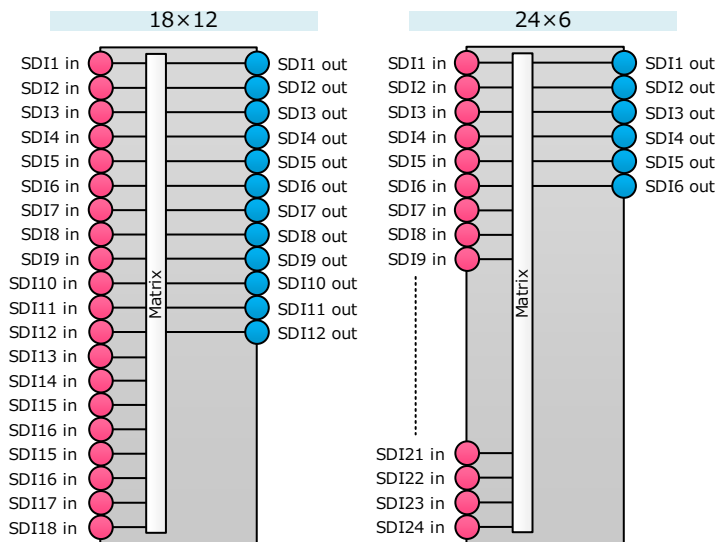 18×12
SDI1 in
SDI2 in
SDI3 in
SDI4 in
SDI5 in
SDI6 in
SDI7 in
SDI8 in
SDI9 in
SDI10 in
SDI11 in
SDI12 in
SDI13 in
SDI14 in
SDI15 in
SDI16 in
SDI15 in
SDI16 in
SDI17 in
SDI18 in
Matrix
SDI1 out
SDI2 out
SDI3 out
SDI4 out
SDI5 out
SDI6 out
SDI7 out
SDI8 out
SDI9 out
SDI10 out
SDI11 out
SDI12 out
24×6
SDI1 in
SDI2 in
SDI3 in
SDI4 in
SDI5 in
SDI6 in
SDI7 in
SDI8 in
SDI9 in
SDI21 in
SDI22 in
SDI23 in
SDI24 in
Matrix
SDI1 out
SDI2 out
SDI3 out
SDI4 out
SDI5 out
SDI6 out